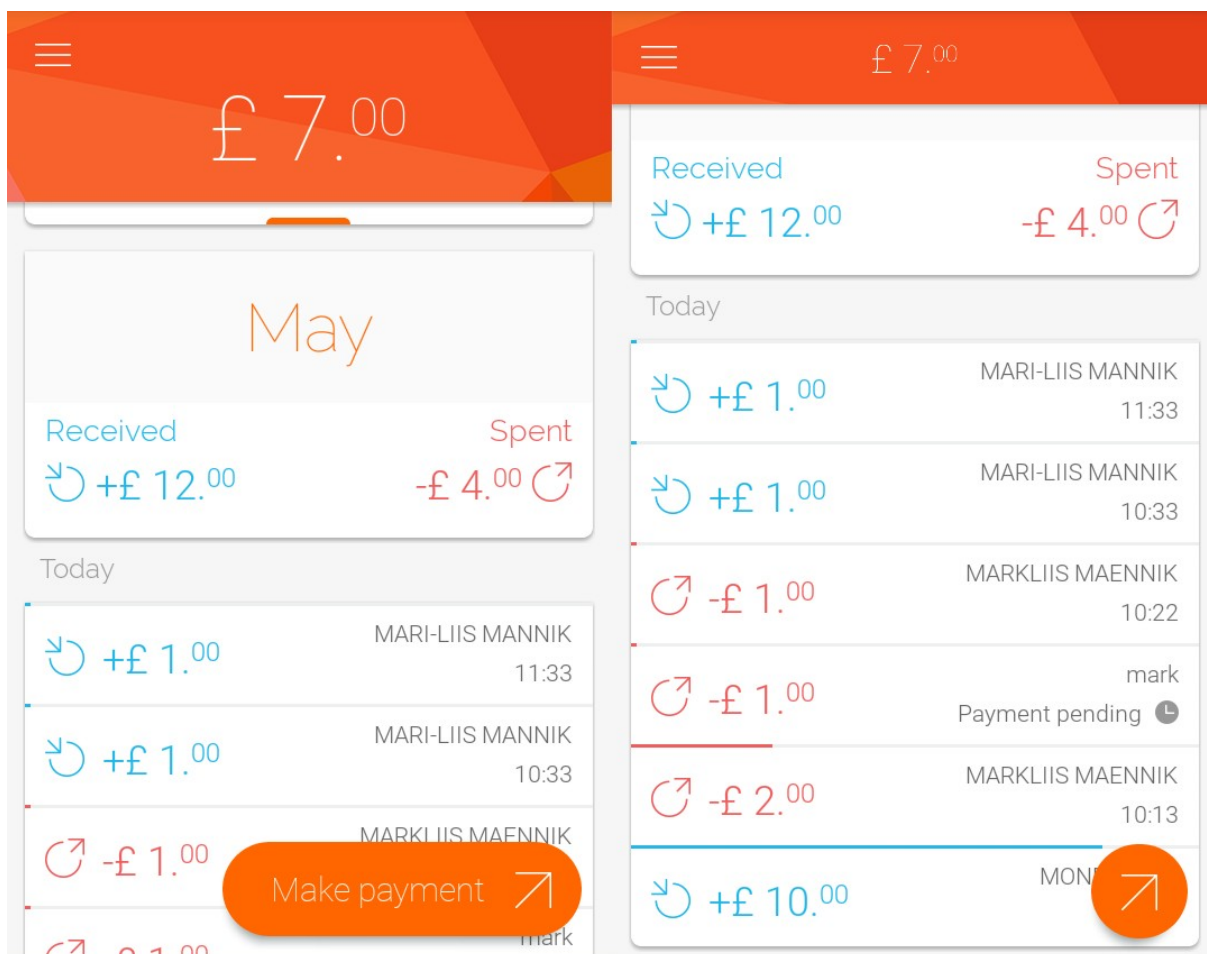 £ 7.00
May
Received Spent
+£ 12.00 -£ 4.00
Today
+£ 1.00 MARI-LIIS MANNIK
11:33
+£ 1.00 MARI-LIIS MANNIK
10:33
-£ 1.00 MARKLIIS MAENNIK
Make payment
mark
£ 7.00
Received Spent
+£ 12.00 -£ 4.00
Today
+£ 1.00 MARI-LIIS MANNIK
11:33
+£ 1.00 MARI-LIIS MANNIK
10:33
-£ 1.00 MARKLIIS MAENNIK
10:22
-£ 1.00 mark
Payment pending
-£ 2.00 MARKLIIS MAENNIK
10:13
+£ 10.00